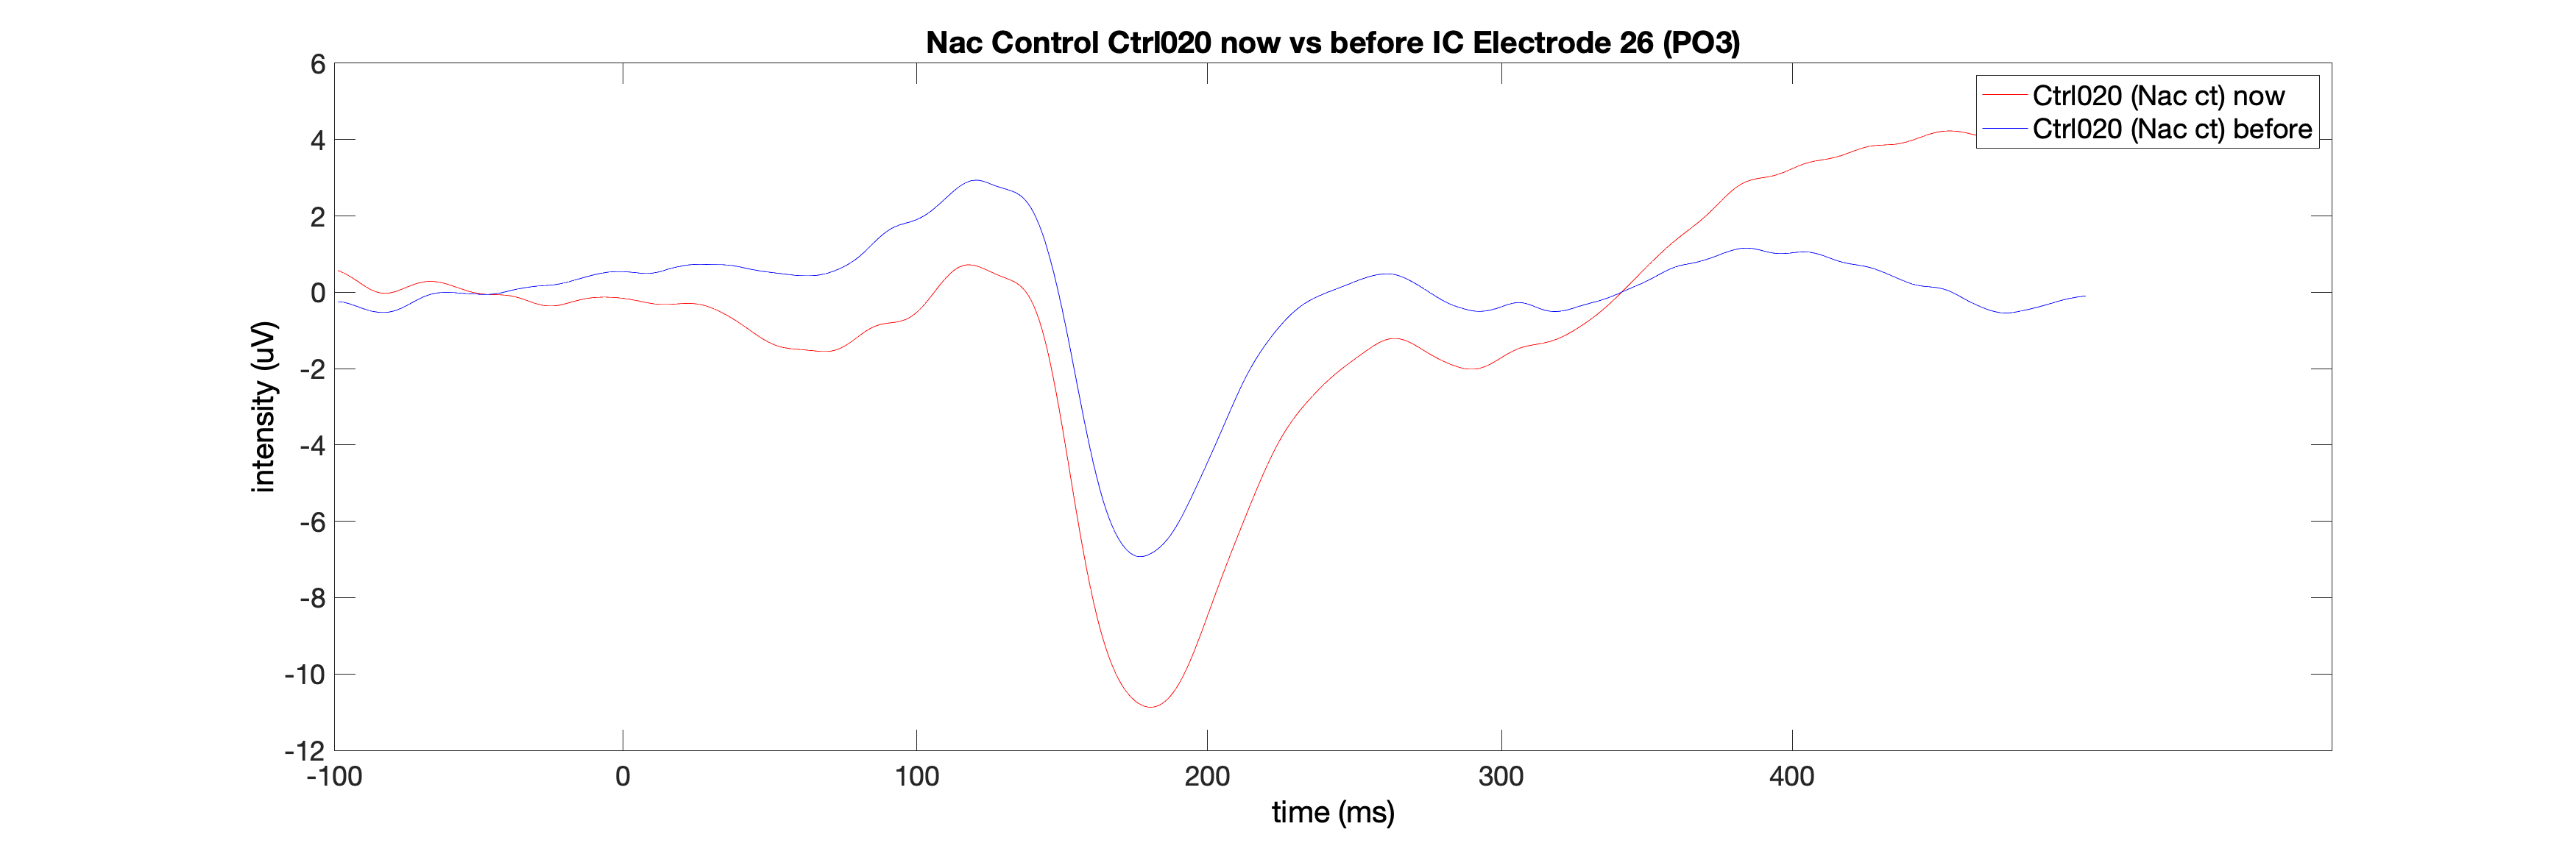 Nac Control Ctrl020 now vs before IC Electrode 26 (PO3)
6
4
2
0
-2
-4
-6
-8
-10
-12
intensity (uV)
Ctrl020 (Nac ct) now
Ctrl020 (Nac ct) before
-100 0 100 200 300 400
time (ms)